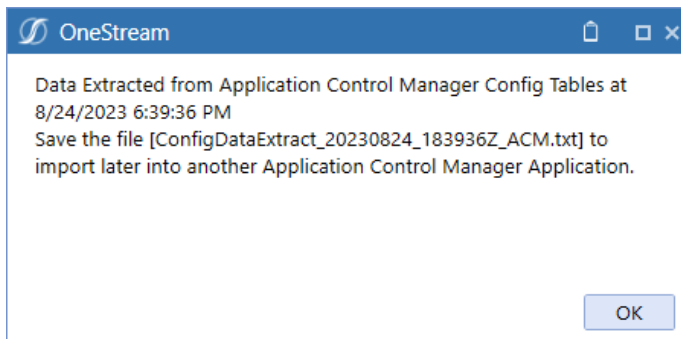 OneStream
Data Extracted from Application Control Manager Config Tables at
8/24/2023 6:39:36 PM
Save the file [ConfigDataExtract_20230824_183936Z_ACM.txt] to
import later into another Application Control Manager Application.
OK